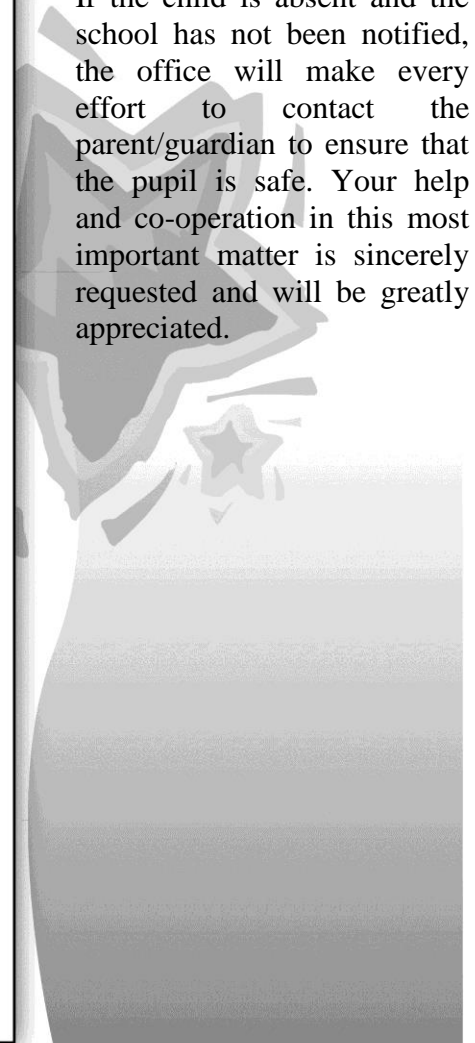 If the child is absent and the
school has not been notified,
the office will make every
effort to contact the
parent/guardian to ensure that
the pupil is safe. Your help
and co-operation in this most
important matter is sincerely
requested and will be greatly
appreciated.